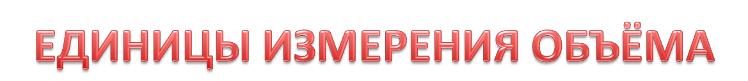 ЕДИНИЦЫ ИЗМЕРЕНИЯ ОБЪЁМА